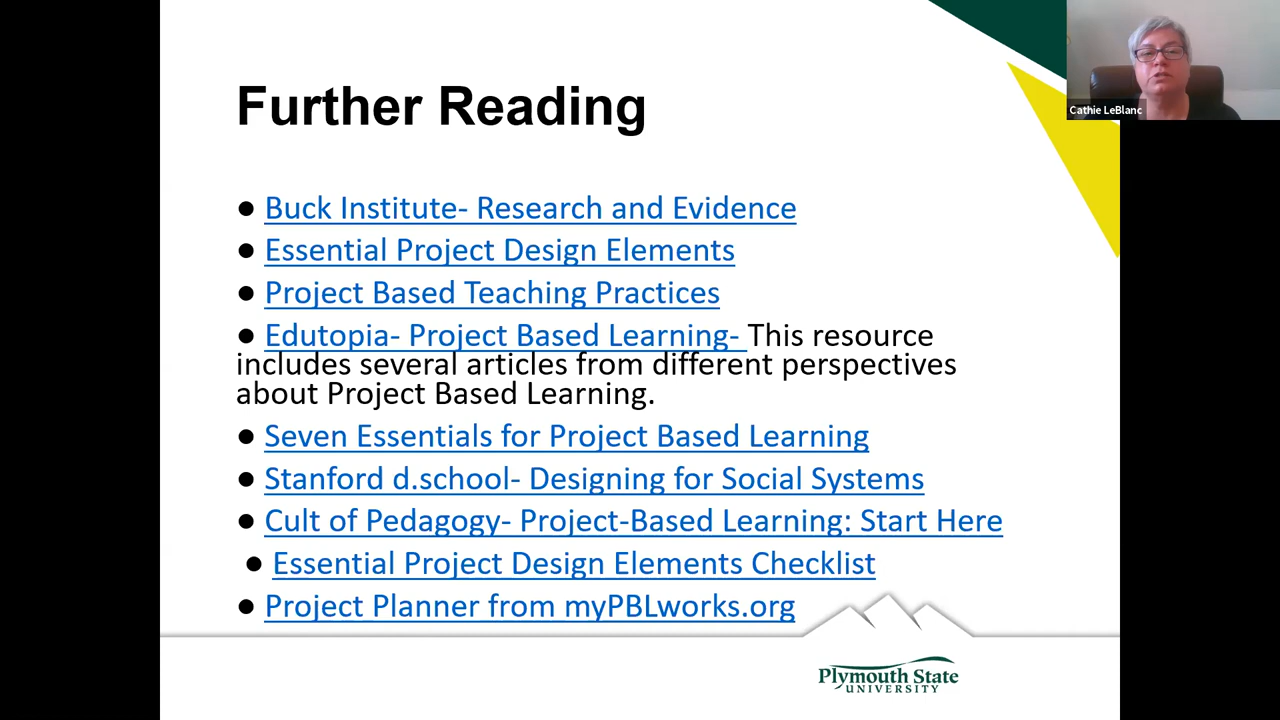 Further Reading
● Buck Institute- Research and Evidence
● Essential Project Design Elements
● Project Based Teaching Practices
● Edutopia- Project Based Learning- This resource
includes several articles from different perspectives
about Project Based Learning.
● Seven Essentials for Project Based Learning
● Stanford d.school- Designing for Social Systems
● Cult of Pedagogy- Project-Based Learning: Start Here
● Essential Project Design Elements Checklist
● Project Planner from myPBLworks.org
Plymouth State
UNIVERSITY
Cathie LeBlanc